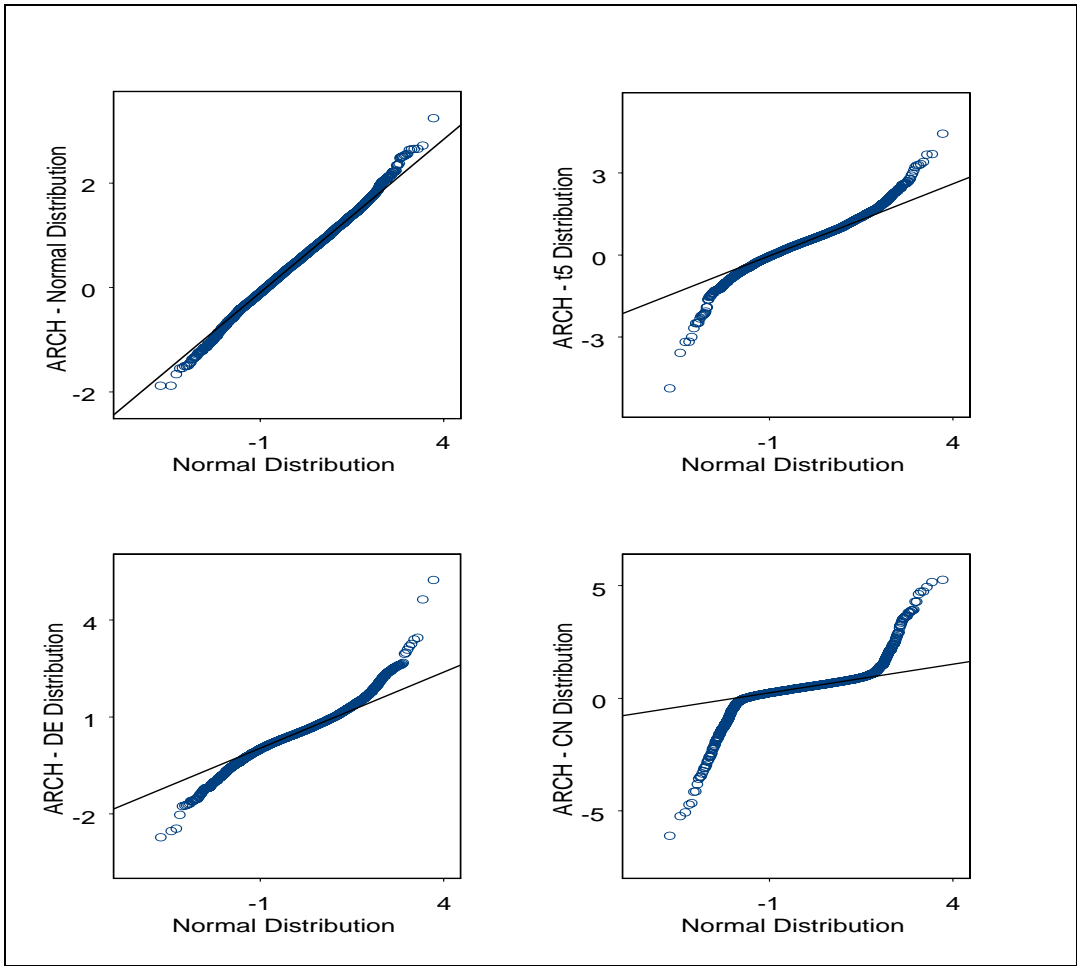 ARCH - Normal Distribution
2
0
-2
-1 4
Normal Distribution
ARCH - t5 Distribution
3
0
-3
-1 4
Normal Distribution
ARCH - DE Distribution
4
1
-2
-1 4
Normal Distribution
ARCH - CN Distribution
5
0
-5
-1 4
Normal Distribution